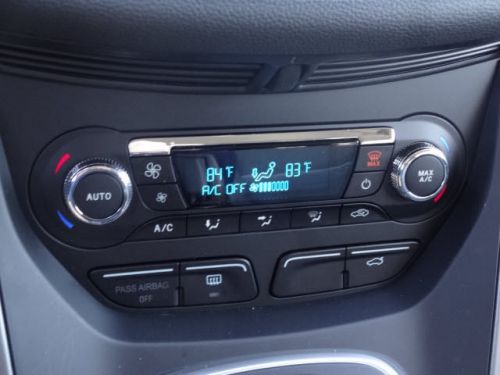 84°F 83°F
A/C OFF
MAX
AUTO
MAX
A/C
A/C
PASS AIRBAG
OFF